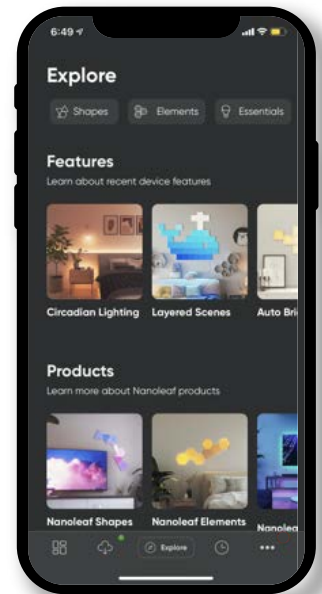 6:49
Explore
Shapes
Elements
Essentials
Features
Learn about recent device features
Circadian Lighting
Layered Scenes
Auto Bri
Products
Learn more about Nanoleaf products
Nanoleaf Shapes
Nanoleaf Elements
Nanolea
Explore